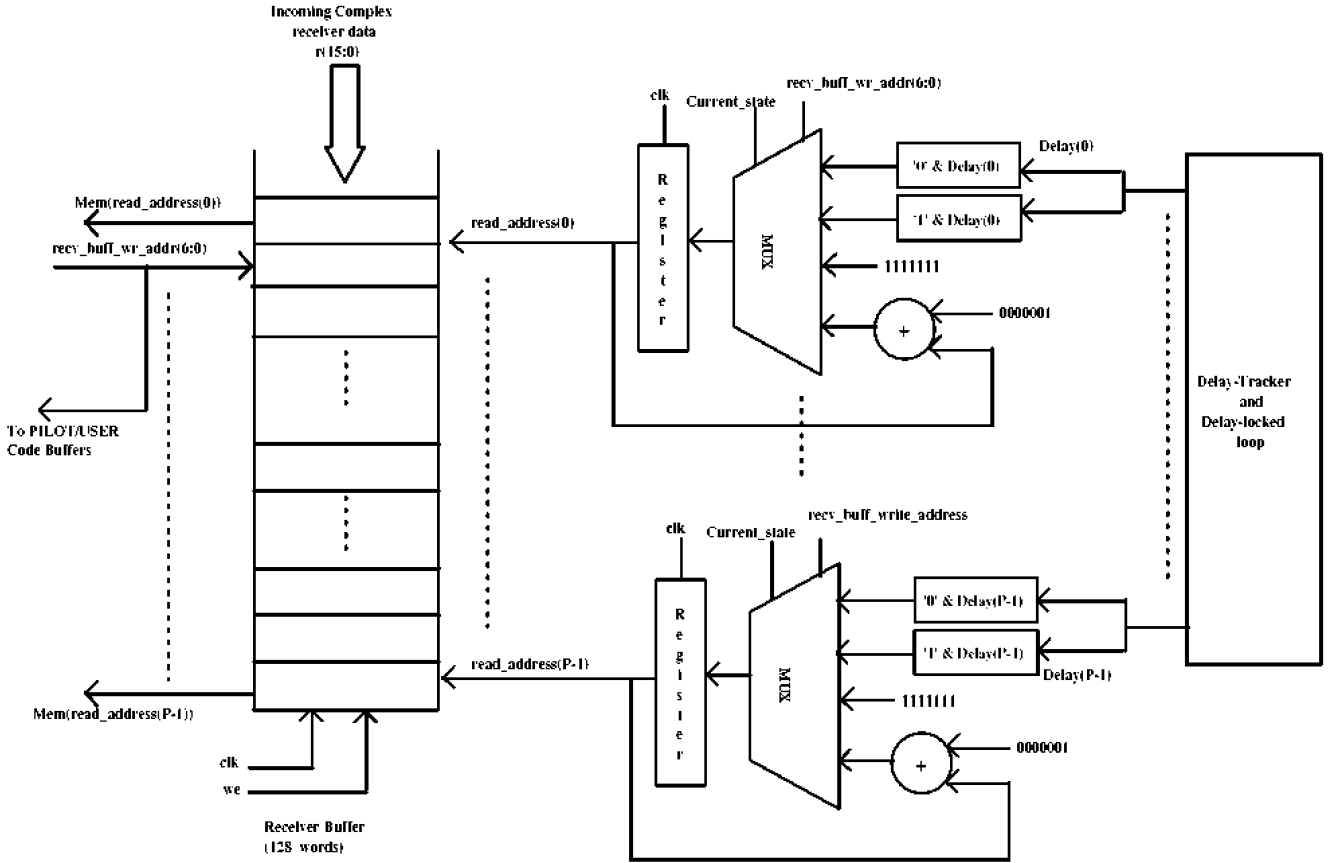 Incoming Complex
receiver data
r{15:0}
clk
Current_state
recv_buff_wr_addr(6:0)
'0' & Delay(0)
Delay(0)
'1' & Delay(0)
Mem(read_address(0))
recv_buff_wr_addr(6:0)
read_address(0)
Register
MUX
1111111
0000001
+
Delay-Tracker
and
Delay-locked
loop
To PILOT/USER
Code Buffers
clk
Current_state
recv_buff_write_address
'0' & Delay(P-1)
'1' & Delay(P-1)
Delay(P-1)
read_address(P-1)
Register
MUX
1111111
0000001
+
Mem(read_address(P-1))
clk
we
Receiver Buffer
(128 words)